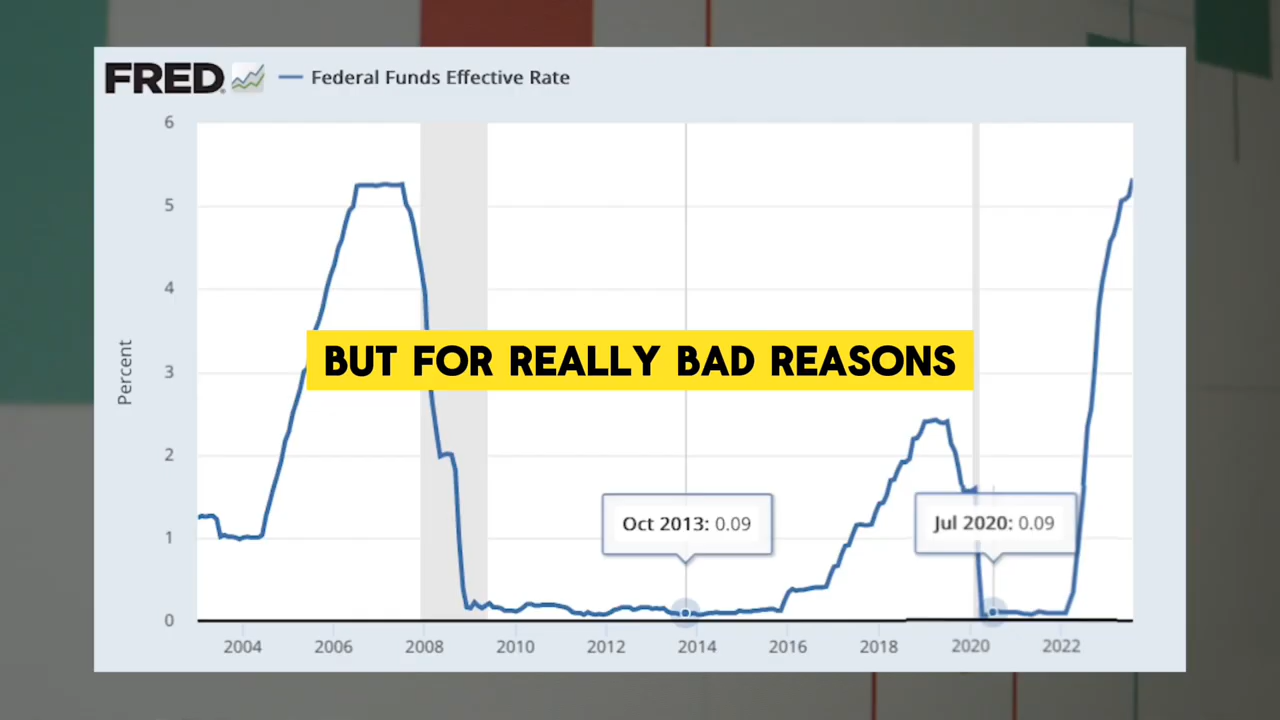 FRED Federal Funds Effective Rate
6
5
4
3
2
1
0
Percent
BUT FOR REALLY BAD REASONS
Oct 2013: 0.09
Jul 2020: 0.09
2004 2006 2008 2010 2012 2014 2016 2018 2020 2022